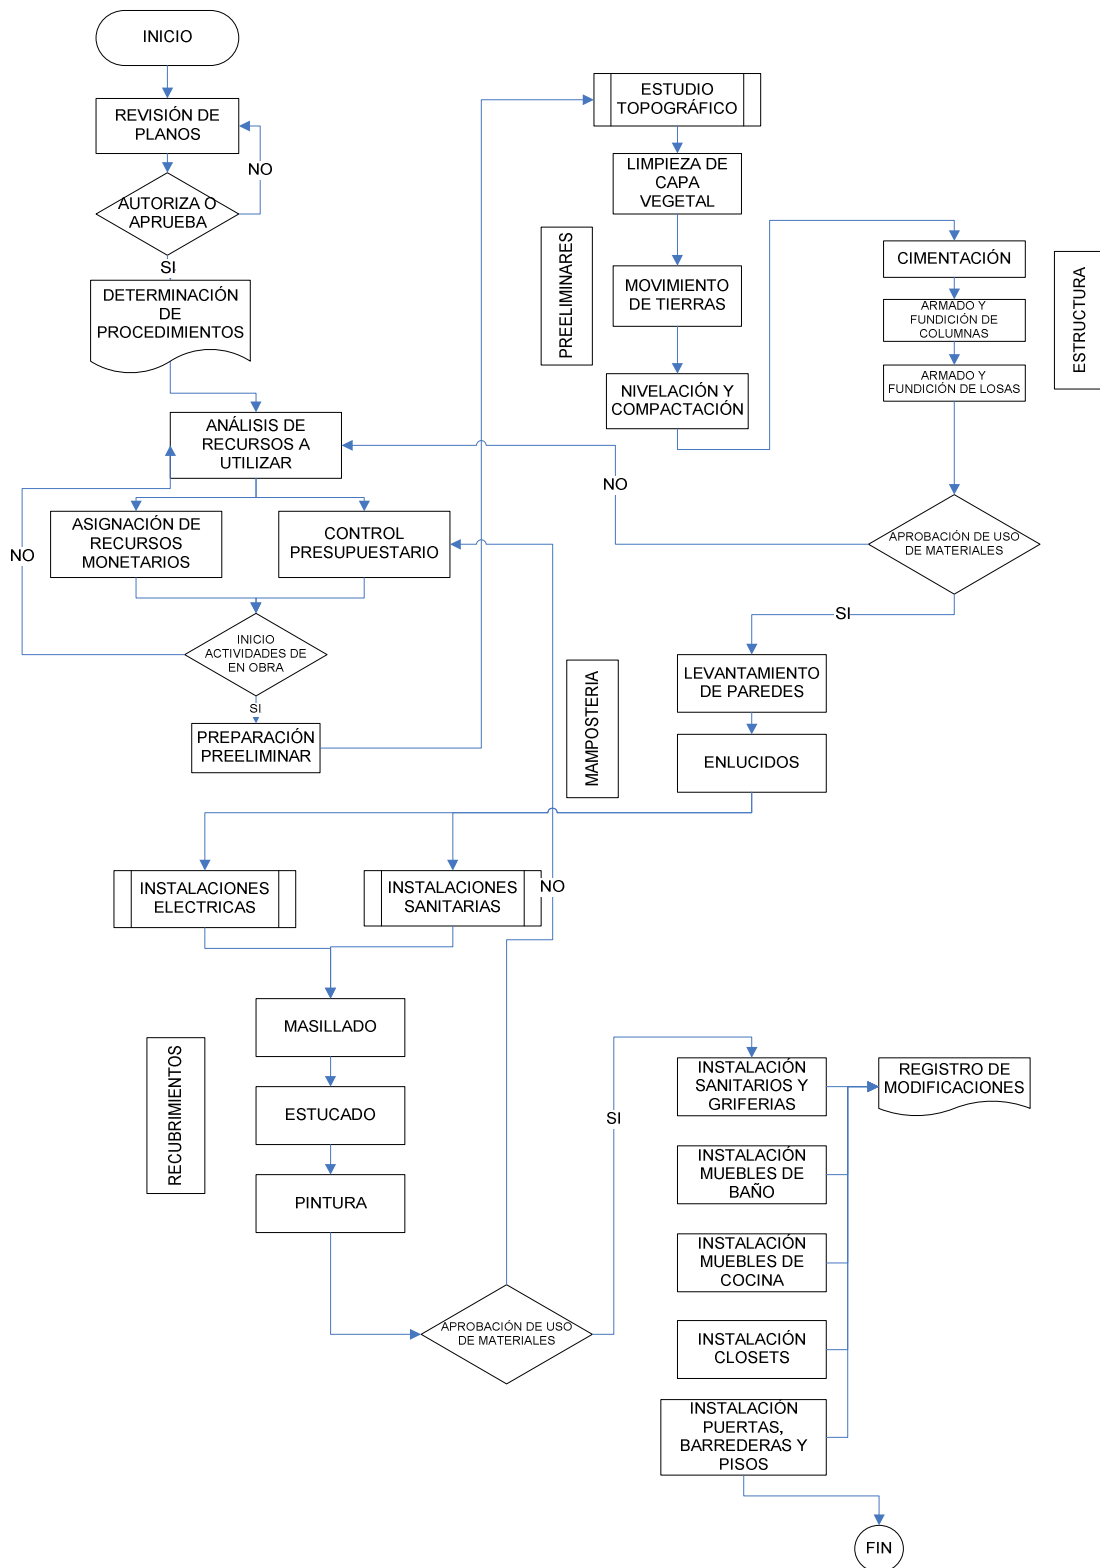 INICIO
REVISIÓN DE
PLANOS
NO
AUTORIZA O
APRUEBA
SI
DETERMINACIÓN
DE
PROCEDIMIENTOS
ANÁLISIS DE
RECURSOS A
UTILIZAR
ASIGNACIÓN DE
RECURSOS
MONETARIOS
CONTROL
PRESUPUESTARIO
NO
INICIO
ACTIVIDADES DE
EN OBRA
SI
PREPARACIÓN
PREELIMINAR
ESTUDIO
TOPOGRÁFICO
LIMPIEZA DE
CAPA
VEGETAL
PREELIMINARES
MOVIMIENTO
DE TIERRAS
NIVELACIÓN Y
COMPACTACIÓN
CIMENTACIÓN
ARMADO Y
FUNDICIÓN DE
COLUMNAS
ARMADO Y
FUNDICIÓN DE LOSAS
ESTRUCTURA
NO
APROBACIÓN DE USO
DE MATERIALES
SI
LEVANTAMIENTO
DE PAREDES
MAMPOSTERIA
ENLUCIDOS
INSTALACIONES
ELECTRICAS
INSTALACIONES
SANITARIAS
NO
MASILLADO
RECUBRIMIENTOS
ESTUCADO
PINTURA
APROBACIÓN DE USO
DE MATERIALES
SI
INSTALACIÓN
SANITARIOS Y
GRIFERIAS
REGISTRO DE
MODIFICACIONES
INSTALACIÓN
MUEBLES DE
BAÑO
INSTALACIÓN
MUEBLES DE
COCINA
INSTALACIÓN
CLOSETS
INSTALACIÓN
PUERTAS,
BARREDERAS Y
PISOS
FIN